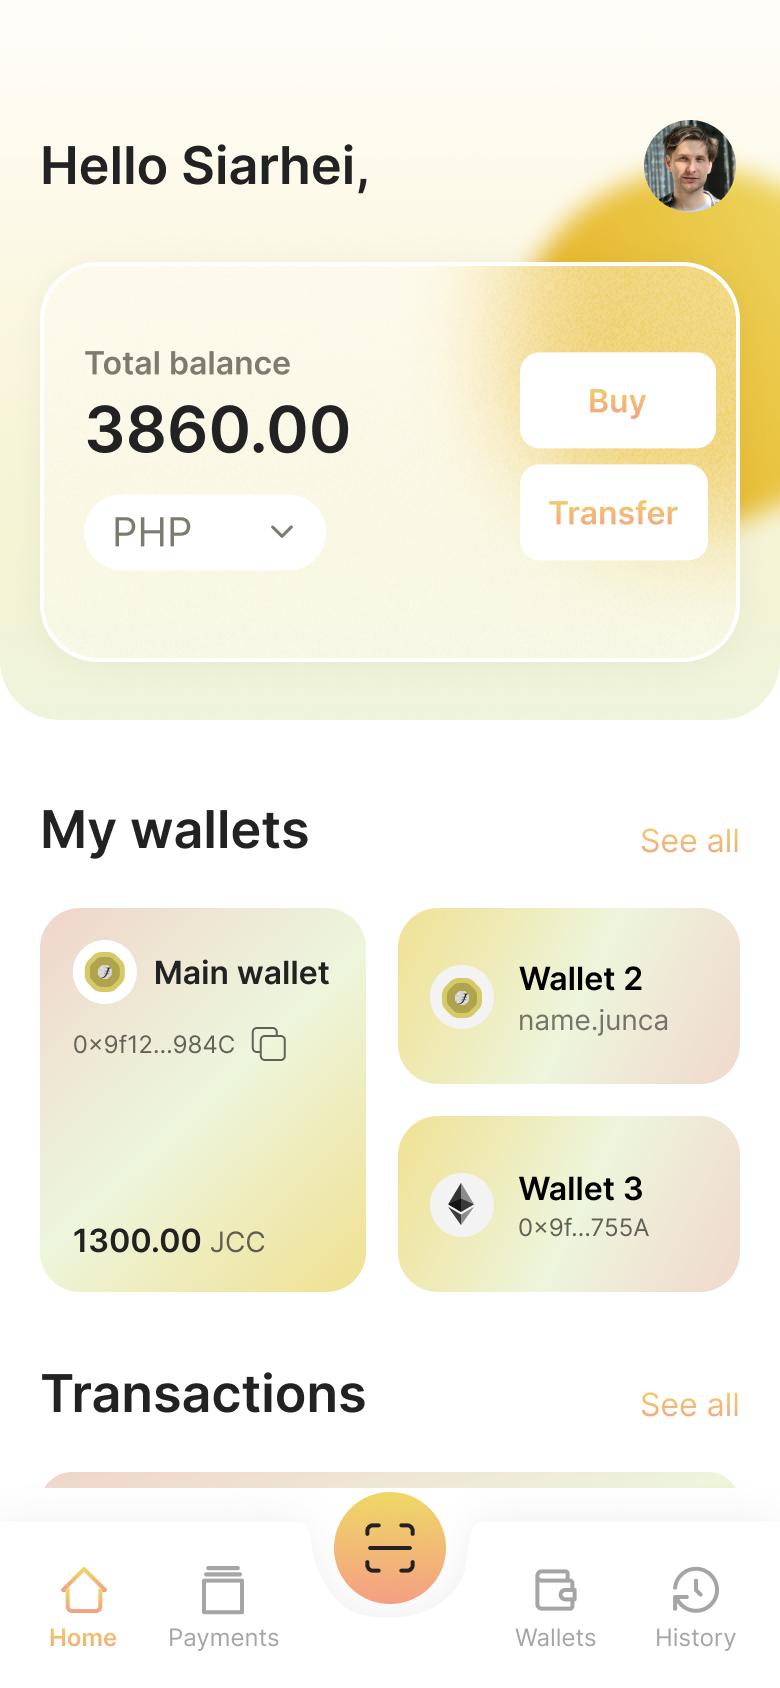 Hello Siarhei,
Total balance
3860.00
PHP
Buy
Transfer
My wallets
See all
Main wallet
0×9f12...984C
1300.00 JCC
Wallet 2
name.junca
Wallet 3
0×9f...755A
Transactions
See all
Home
Payments
Wallets
History